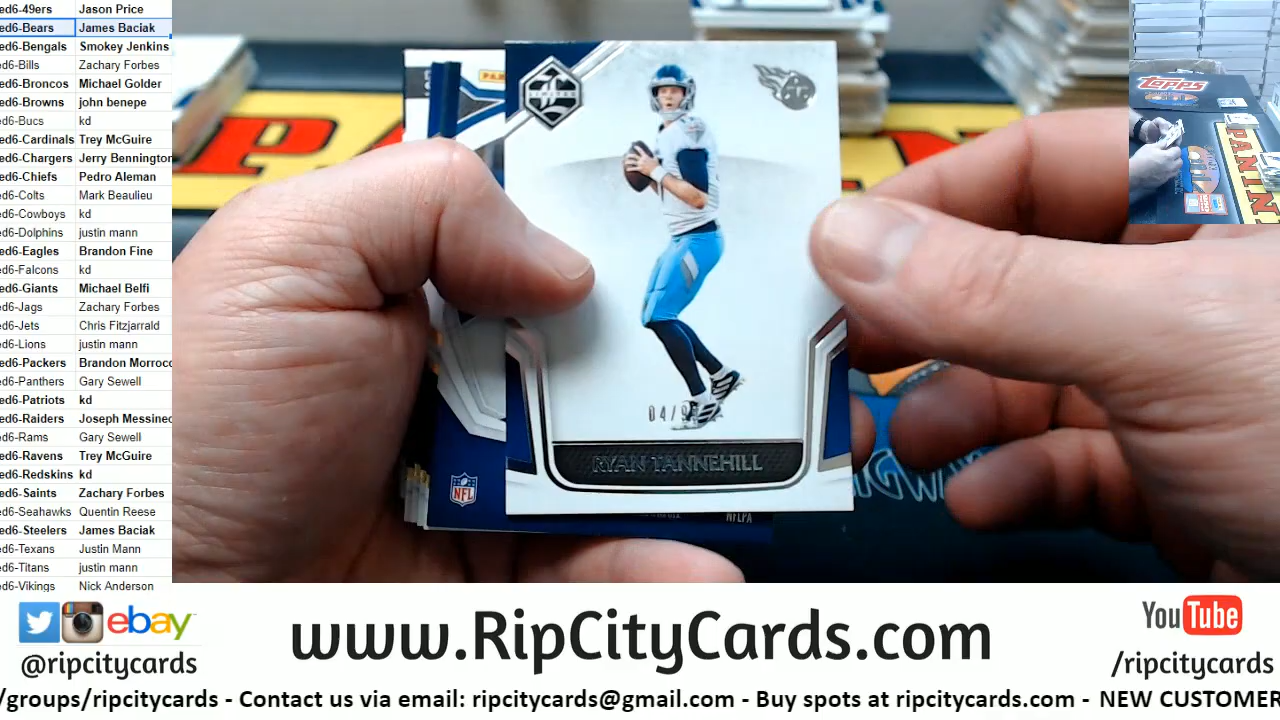 ed6-49ers Jason Price
ed6-Bears James Baciak
ed6-Bengals Smokey Jenkins
ed6-Bills Zachary Forbes
ed6-Broncos Michael Golder
ed6-Browns john benepe
ed6-Bucs kd
ed6-Cardinals Trey McGuire
ed6-Chargers Jerry Bennington
ed6-Chiefs Pedro Aleman
ed6-Colts Mark Beaulieu
ed6-Cowboys kd
ed6-Dolphins justin mann
ed6-Eagles Brandon Fine
ed6-Falcons kd
ed6-Giants Michael Belfi
ed6-Jags Zachary Forbes
ed6-Jets Chris Fitzjarrald
ed6-Lions justin mann
ed6-Packers Brandon Morrocc
ed6-Panthers Gary Sewell
ed6-Patriots kd
ed6-Raiders Joseph Messinec
ed6-Rams Gary Sewell
ed6-Ravens Trey McGuire
ed6-Redskins kd
ed6-Saints Zachary Forbes
ed6-Seahawks Quentin Reese
ed6-Steelers James Baciak
ed6-Texans Justin Mann
ed6-Titans justin mann
ed6-Vikings Nick Anderson
LIMITED
PAN
04/9
RYAN TANNEHILL
NFL
NFLPA
Topps
PANINI
ebay
@ripcitycards
www.RipCityCards.com
YouTube
/ripcitycards
/groups/ripcitycards - Contact us via email: ripcitycards@gmail.com - Buy spots at ripcitycards.com - NEW CUSTOMER